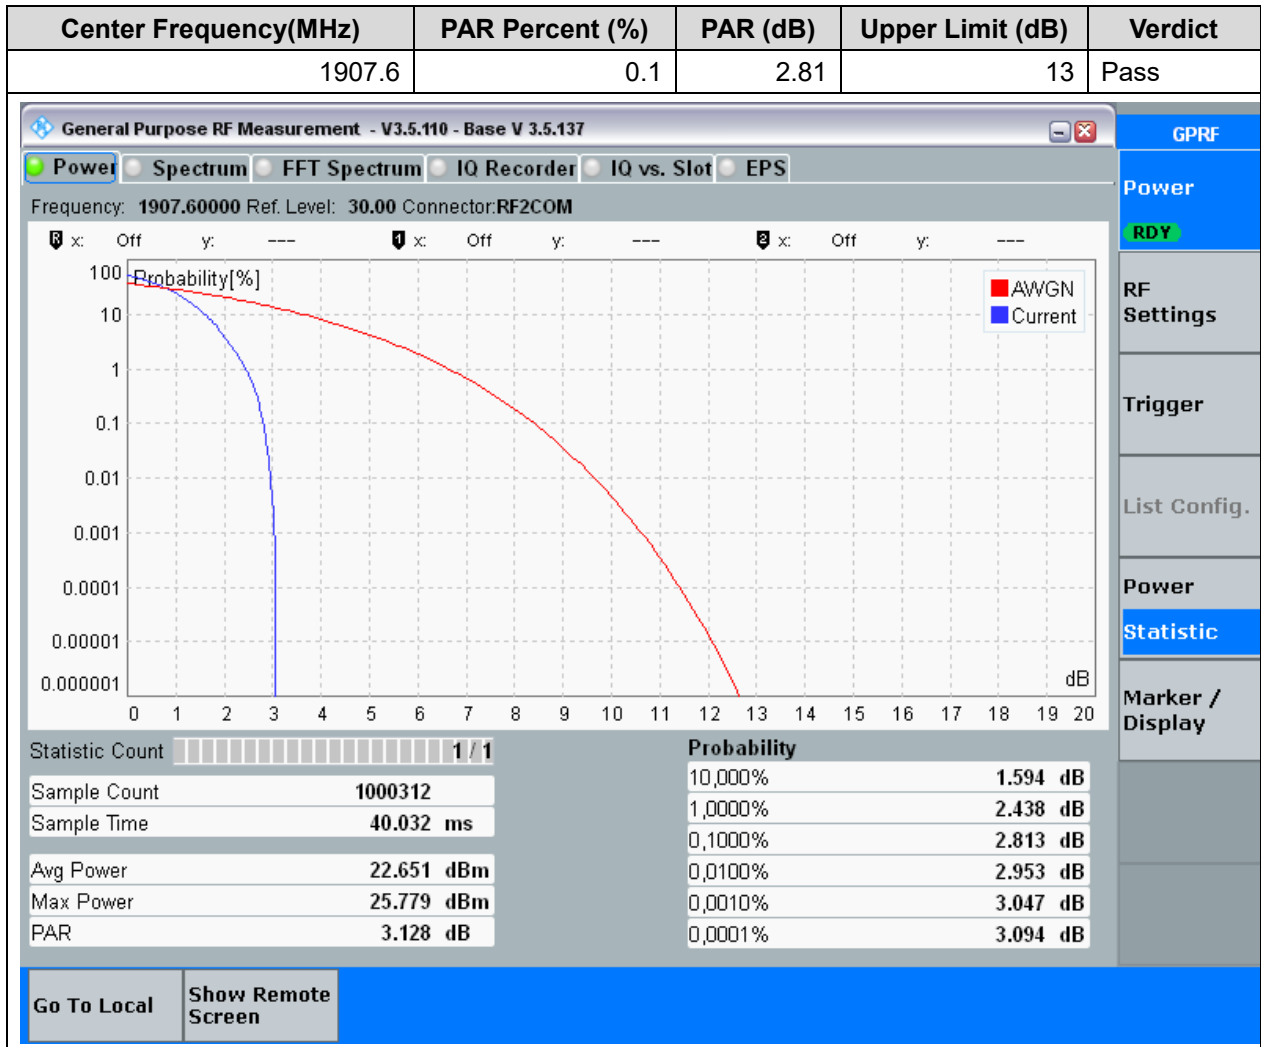 Center Frequency(MHz) PAR Percent (%) PAR (dB) Upper Limit (dB) Verdict
1907.6 0.1 2.81 13 Pass
General Purpose RF Measurement - V3.5.110 - Base V 3.5.137
GPRF
Power Spectrum FFT Spectrum IQ Recorder IQ vs. Slot EPS
Power
RDY
Frequency: 1907.60000 Ref. Level: 30.00 Connector:RF2COM
R x: Off y: --- 1 x: Off y: --- 2 x: Off y: ---
Probability[%]
AWGN
Current
100
10
1
0.1
0.01
0.001
0.0001
0.00001
0.000001
dB
0 1 2 3 4 5 6 7 8 9 10 11 12 13 14 15 16 17 18 19 20
RF
Settings
Trigger
List Config.
Power
Statistic
Marker /
Display
Statistic Count 1 / 1
Sample Count 1000312
Sample Time 40.032 ms
Avg Power 22.651 dBm
Max Power 25.779 dBm
PAR 3.128 dB
Probability
10,000% 1.594 dB
1,0000% 2.438 dB
0,1000% 2.813 dB
0,0100% 2.953 dB
0,0010% 3.047 dB
0,0001% 3.094 dB
Go To Local
Show Remote
Screen